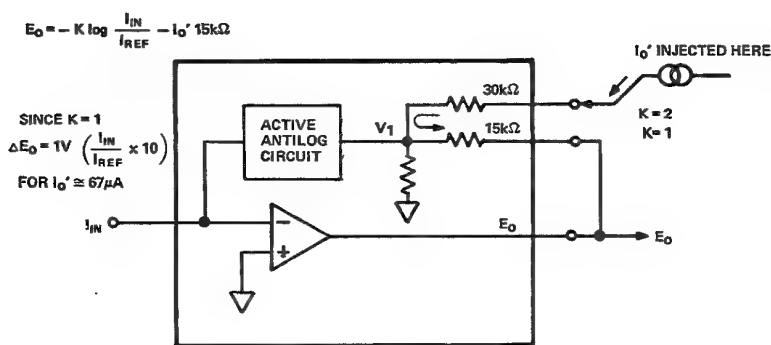 E₀ = – K log I_IN / I_REF – I₀' 15kΩ
I₀' INJECTED HERE
30kΩ
K = 2
K = 1
SINCE K = 1
ΔE₀ = 1V (I_IN / I_REF x 10)
FOR I₀' ≅ 67μA
ACTIVE
ANTILOG
CIRCUIT
V₁
15kΩ
I_IN
–
+
E₀
E₀